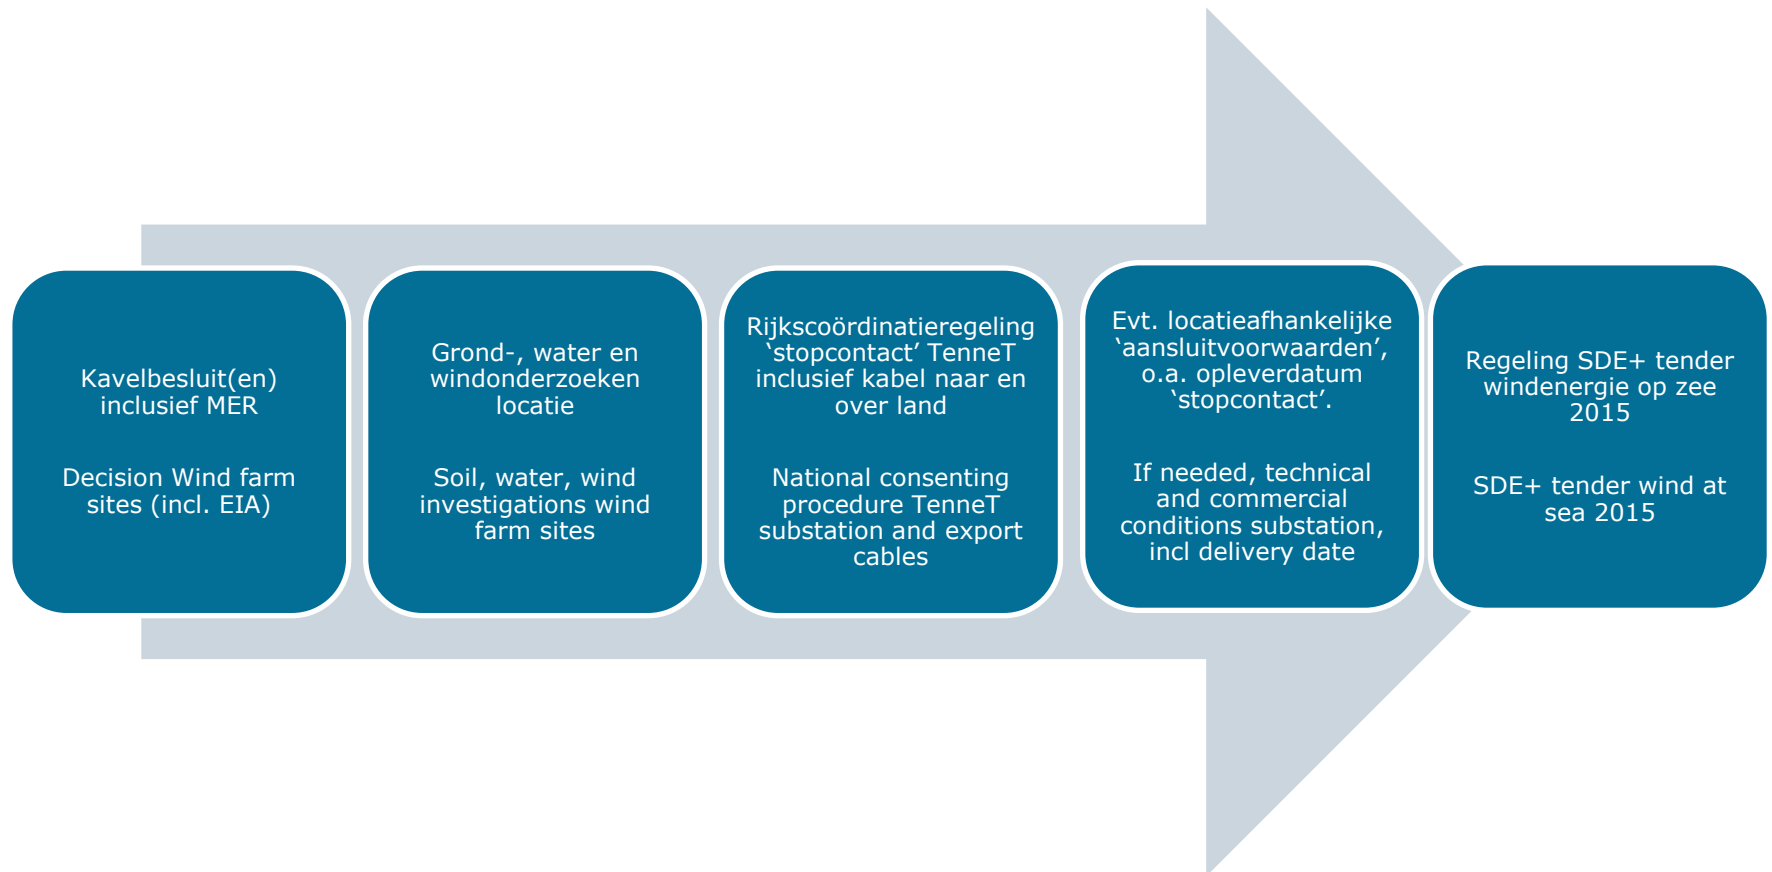 Kavelbesluit(en)
inclusief MER
Decision Wind farm
sites (incl. EIA)
Grond-, water en
windonderzoeken
locatie
Soil, water, wind
investigations wind
farm sites
Rijkscoördinatieregeling
‘stopcontact’ TenneT
inclusief kabel naar en
over land
National consenting
procedure TenneT
substation and export
cables
Evt. locatieafhankelijke
‘aansluitvoorwaarden’,
o.a. opleverdatum
‘stopcontact’.
If needed, technical
and commercial
conditions substation,
incl delivery date
Regeling SDE+ tender
windenergie op zee
2015
SDE+ tender wind at
sea 2015